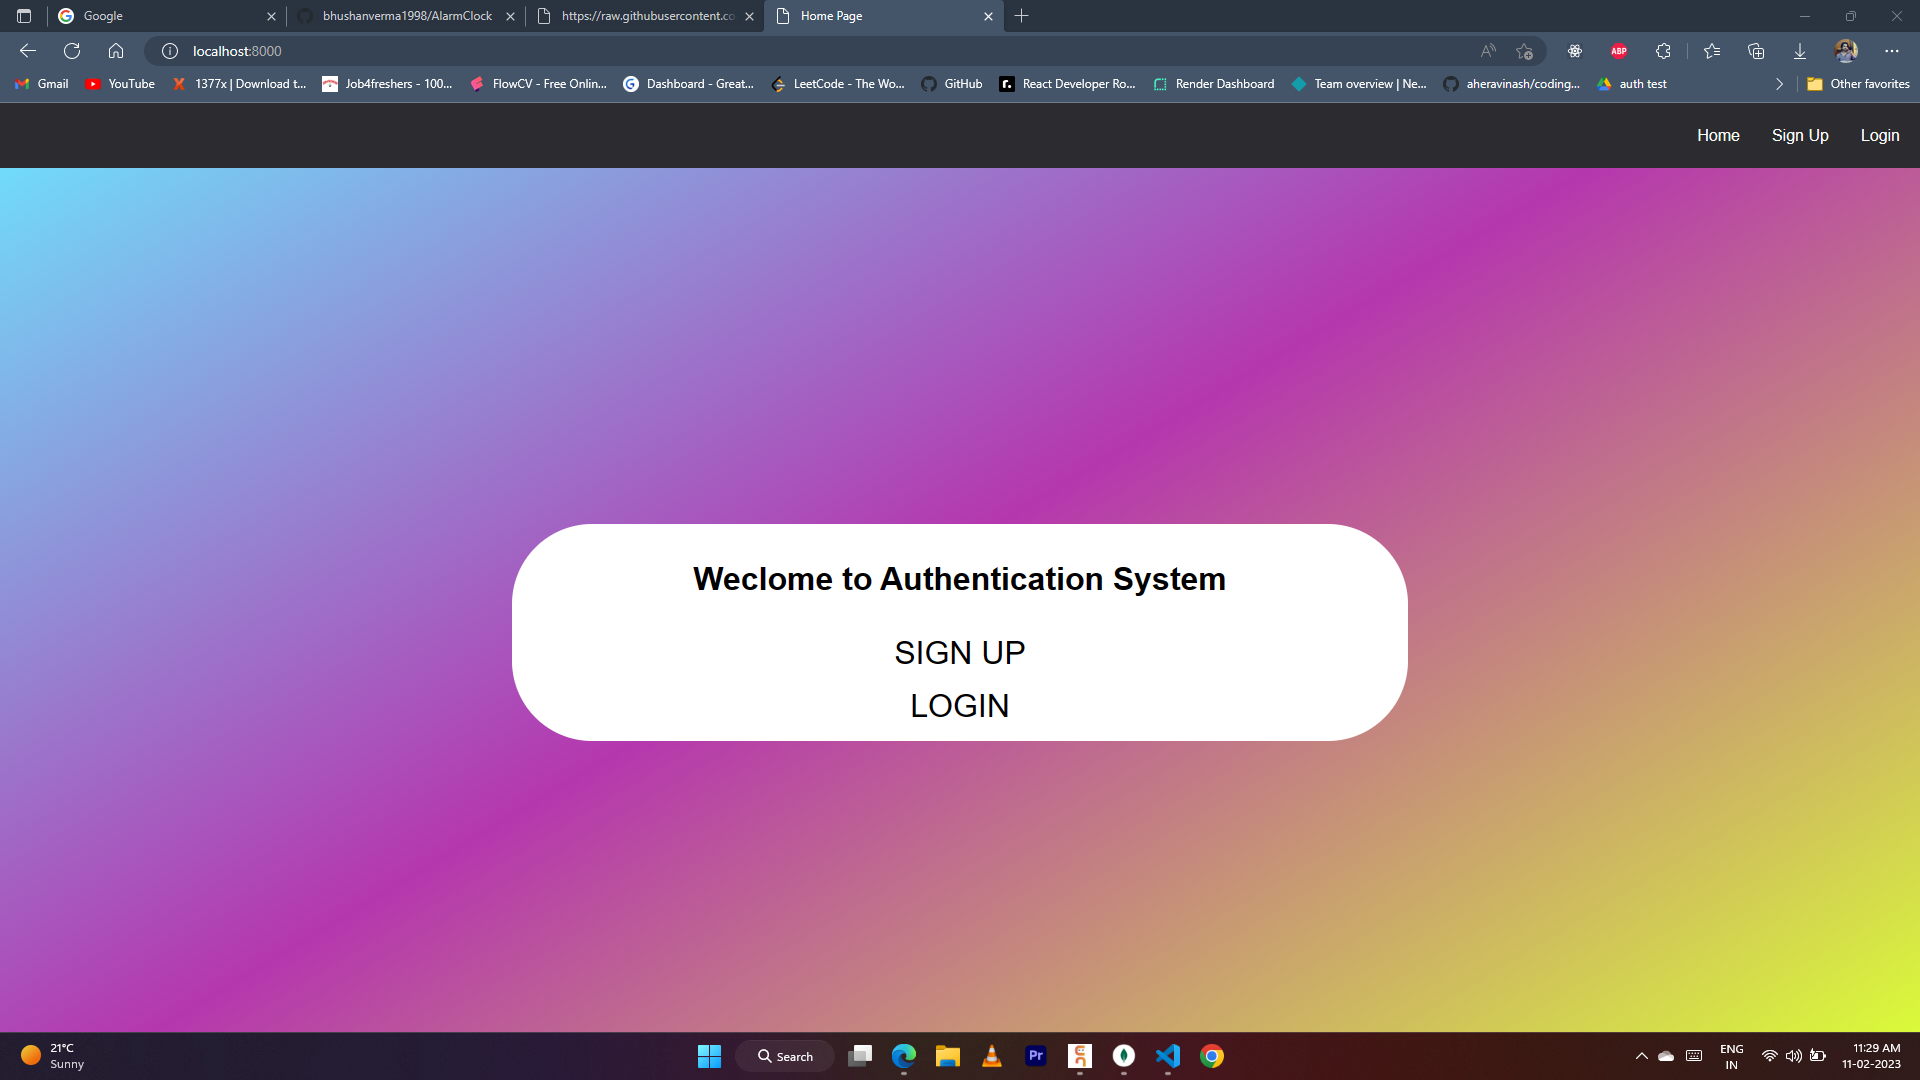 Google
bhushanverma1998/AlarmClock
https://raw.githubusercontent.co
Home Page
localhost:8000
ABP
Gmail
YouTube
1377x | Download t...
Job4freshers - 100...
FlowCV - Free Onlin...
Dashboard - Great...
LeetCode - The Wo...
GitHub
React Developer Ro...
Render Dashboard
Team overview | Ne...
aheravinash/coding...
auth test
Other favorites
Home
Sign Up
Login
Weclome to Authentication System
SIGN UP
LOGIN
21°C
Sunny
Search
Pr
ENG
IN
11:29 AM
11-02-2023